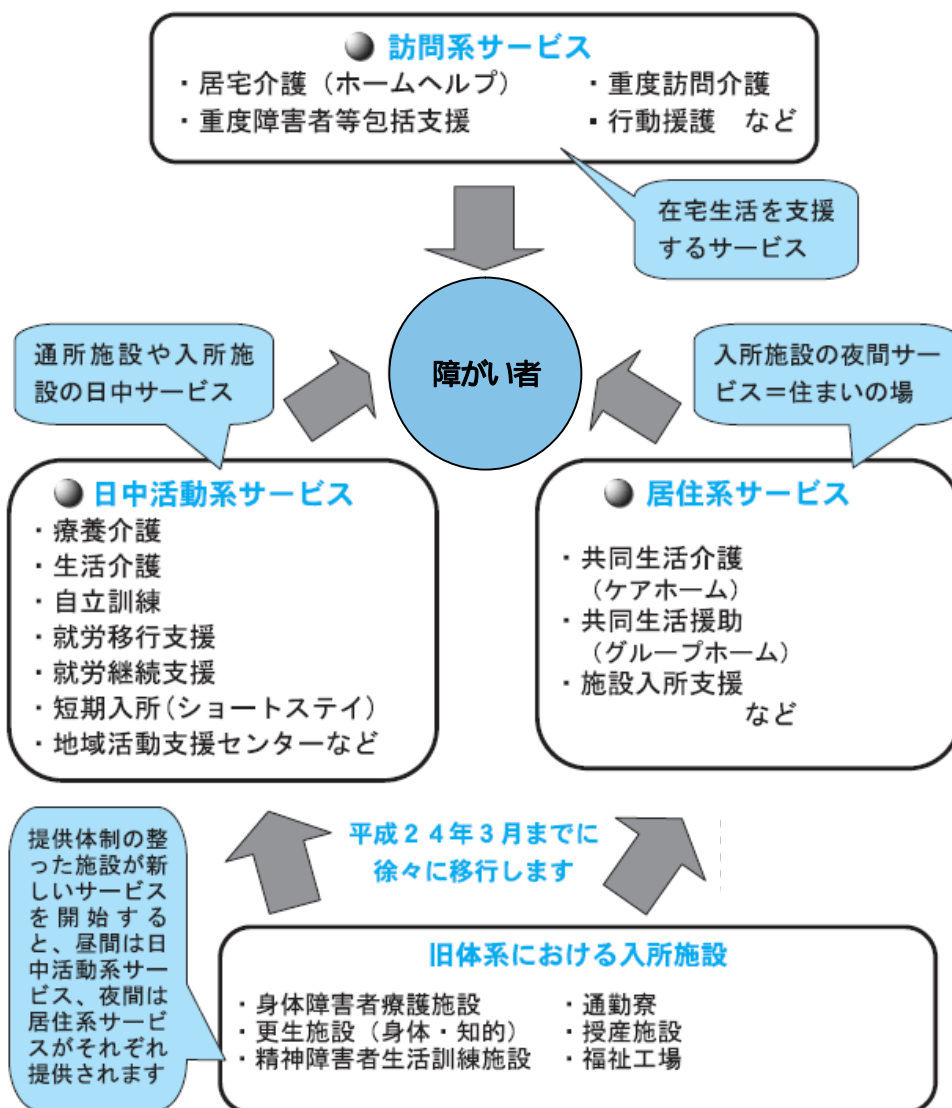 訪問系サービス
・居宅介護（ホームヘルプ）　・重度訪問介護
・重度障害者等包括支援　▪行動援護　など
在宅生活を支援
するサービス
障がい者
通所施設や入所施
設の日中サービス
入所施設の夜間サー
ビス＝住まいの場
日中活動系サービス
・療養介護
・生活介護
・自立訓練
・就労移行支援
・就労継続支援
・短期入所(ショートステイ)
・地域活動支援センターなど
居住系サービス
・共同生活介護
（ケアホーム）
・共同生活援助
（グループホーム）
・施設入所支援
など
提供体制の整
った施設が新
しいサービス
を開始する
と、昼間は日
中活動系サー
ビス、夜間は
居住系サービ
スがそれぞれ
提供されます
平成２４年３月までに
徐々に移行します
旧体系における入所施設
・身体障害者療護施設　・通勤寮
・更生施設（身体・知的）　・授産施設
・精神障害者生活訓練施設　・福祉工場